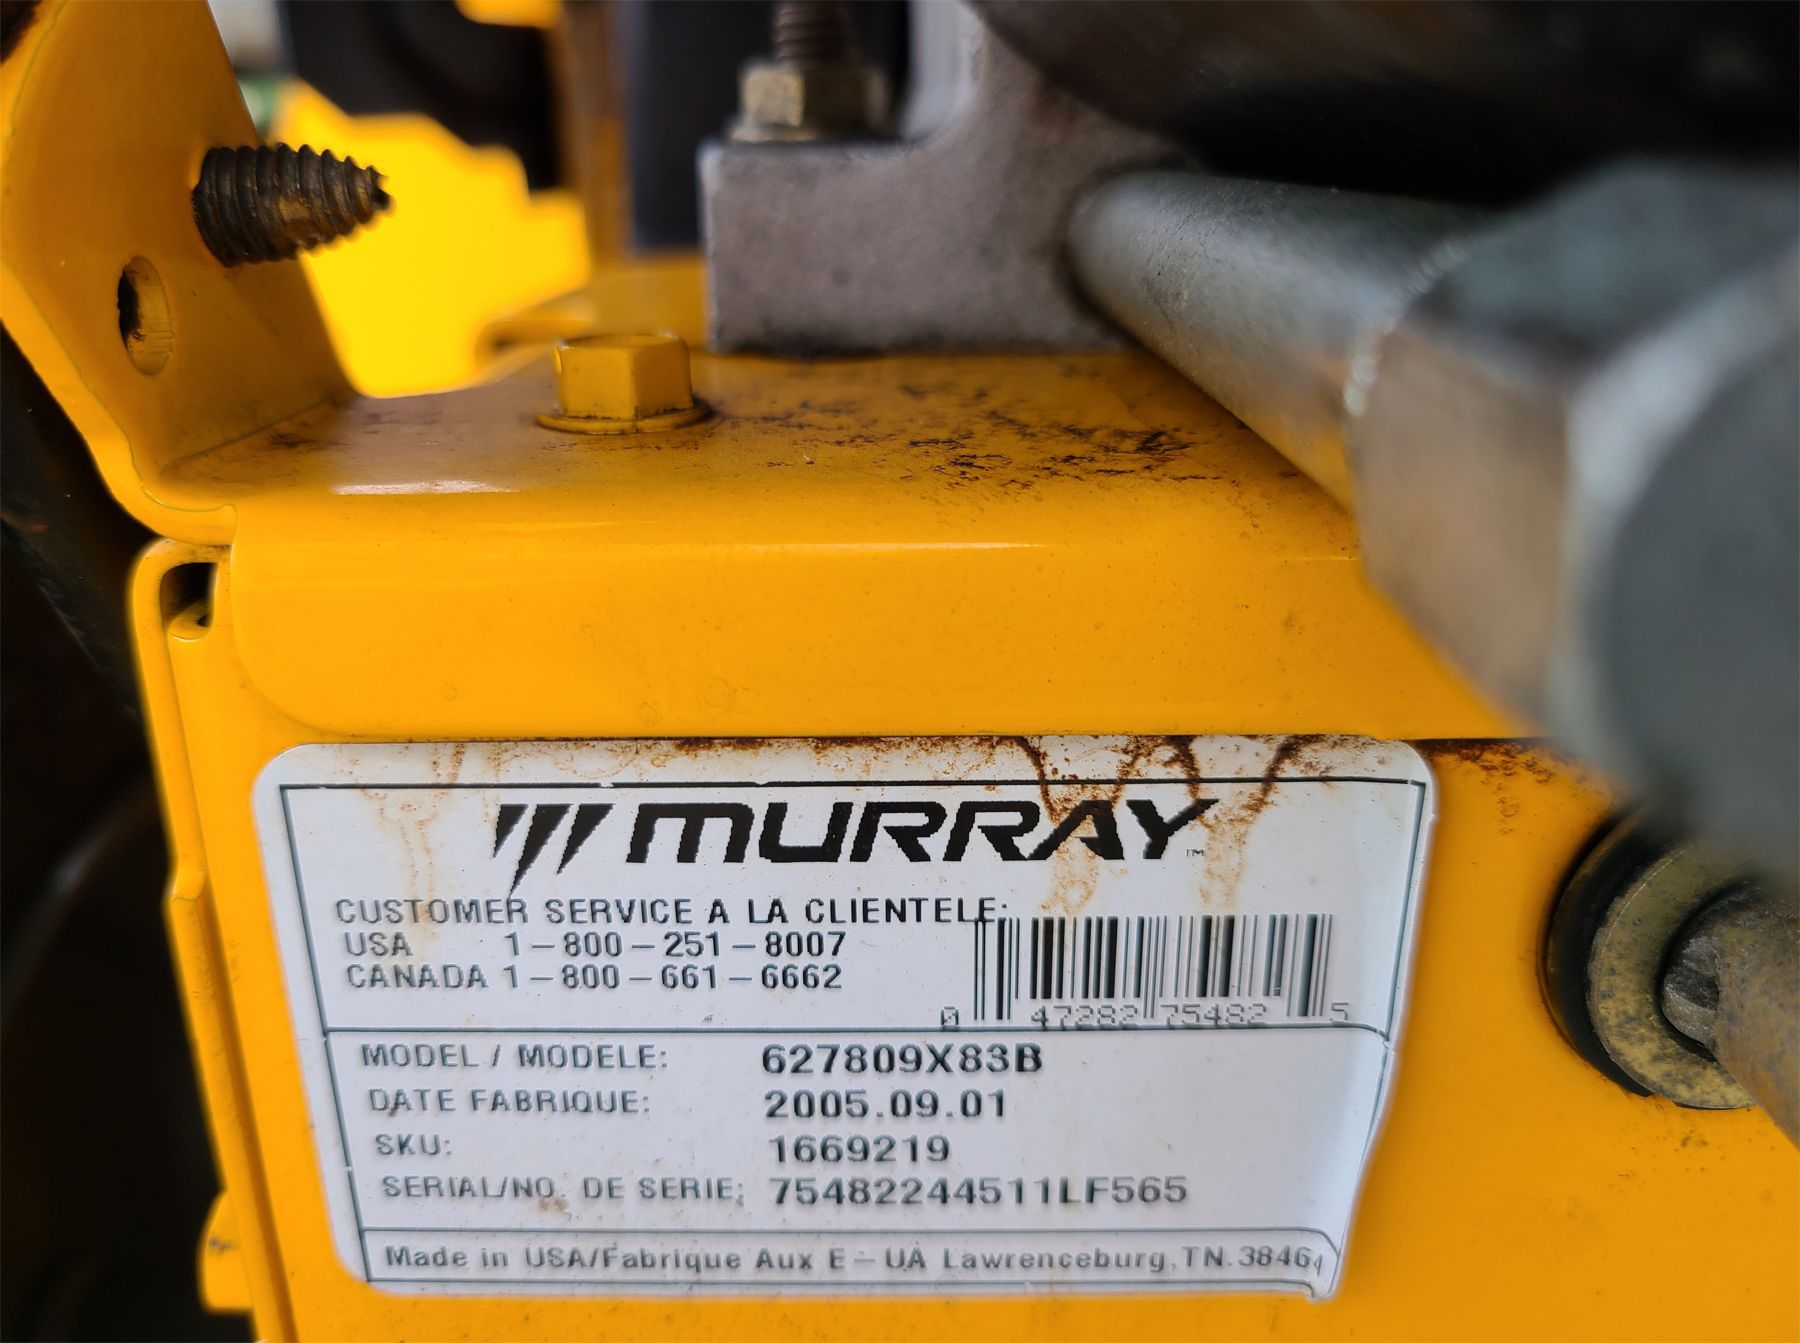 MURRAY™
CUSTOMER SERVICE A LA CLIENTELE:
USA 1-800-251-8007
CANADA 1-800-661-6662
0 47282 75482 5
MODEL / MODELE: 627809X83B
DATE FABRIQUE: 2005.09.01
SKU: 1669219
SERIAL/NO. DE SERIE: 75482244511LF565
Made in USA/Fabrique Aux E-UA Lawrenceburg, TN. 38464